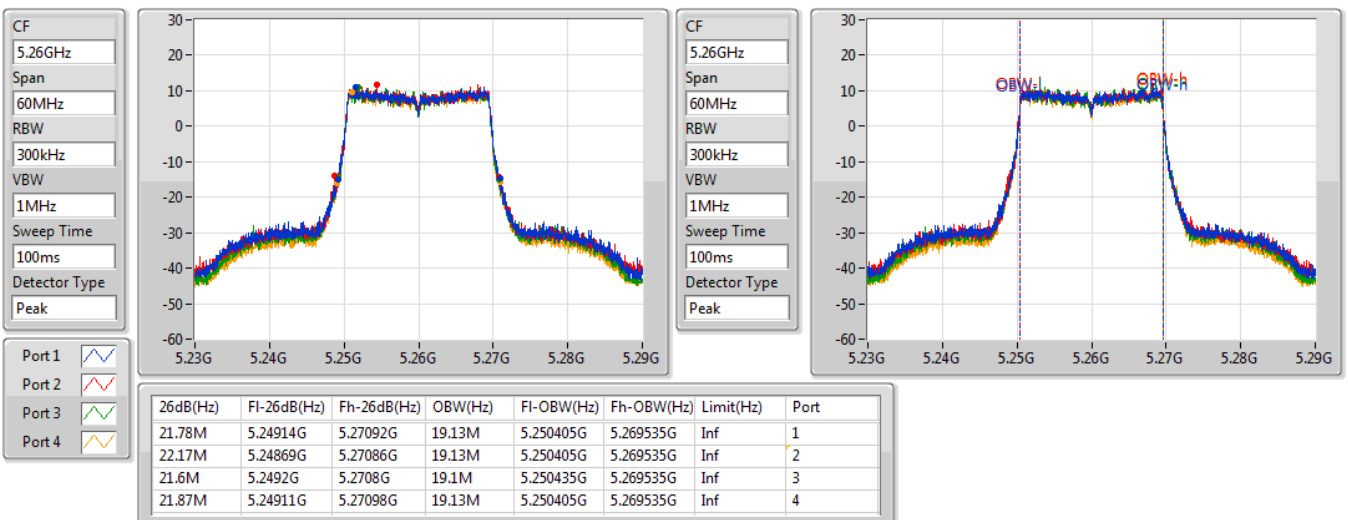 CF
5.26GHz
Span
60MHz
RBW
300kHz
VBW
1MHz
Sweep Time
100ms
Detector Type
Peak
30
20
10
0
-10
-20
-30
-40
-50
-60
5.23G 5.24G 5.25G 5.26G 5.27G 5.28G 5.29G
CF
5.26GHz
Span
60MHz
RBW
300kHz
VBW
1MHz
Sweep Time
100ms
Detector Type
Peak
30
20
10
0
-10
-20
-30
-40
-50
-60
OBW-l OBW-h
5.23G 5.24G 5.25G 5.26G 5.27G 5.28G 5.29G
Port 1
Port 2
Port 3
Port 4
26dB(Hz) Fl-26dB(Hz) Fh-26dB(Hz) OBW(Hz) Fl-OBW(Hz) Fh-OBW(Hz) Limit(Hz) Port
21.78M 5.24914G 5.27092G 19.13M 5.250405G 5.269535G Inf 1
22.17M 5.24869G 5.27086G 19.13M 5.250405G 5.269535G Inf 2
21.6M 5.2492G 5.2708G 19.1M 5.250435G 5.269535G Inf 3
21.87M 5.24911G 5.27098G 19.13M 5.250405G 5.269535G Inf 4